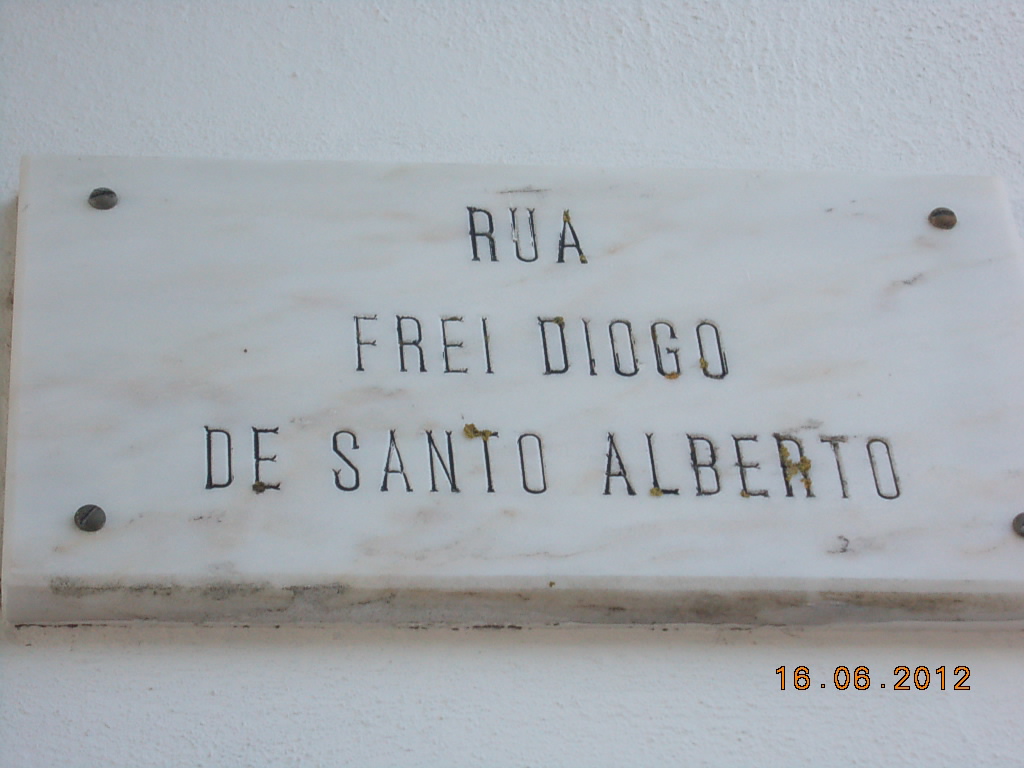 RUA
FREI DIOGO
DE SANTO ALBERTO
16.06.2012